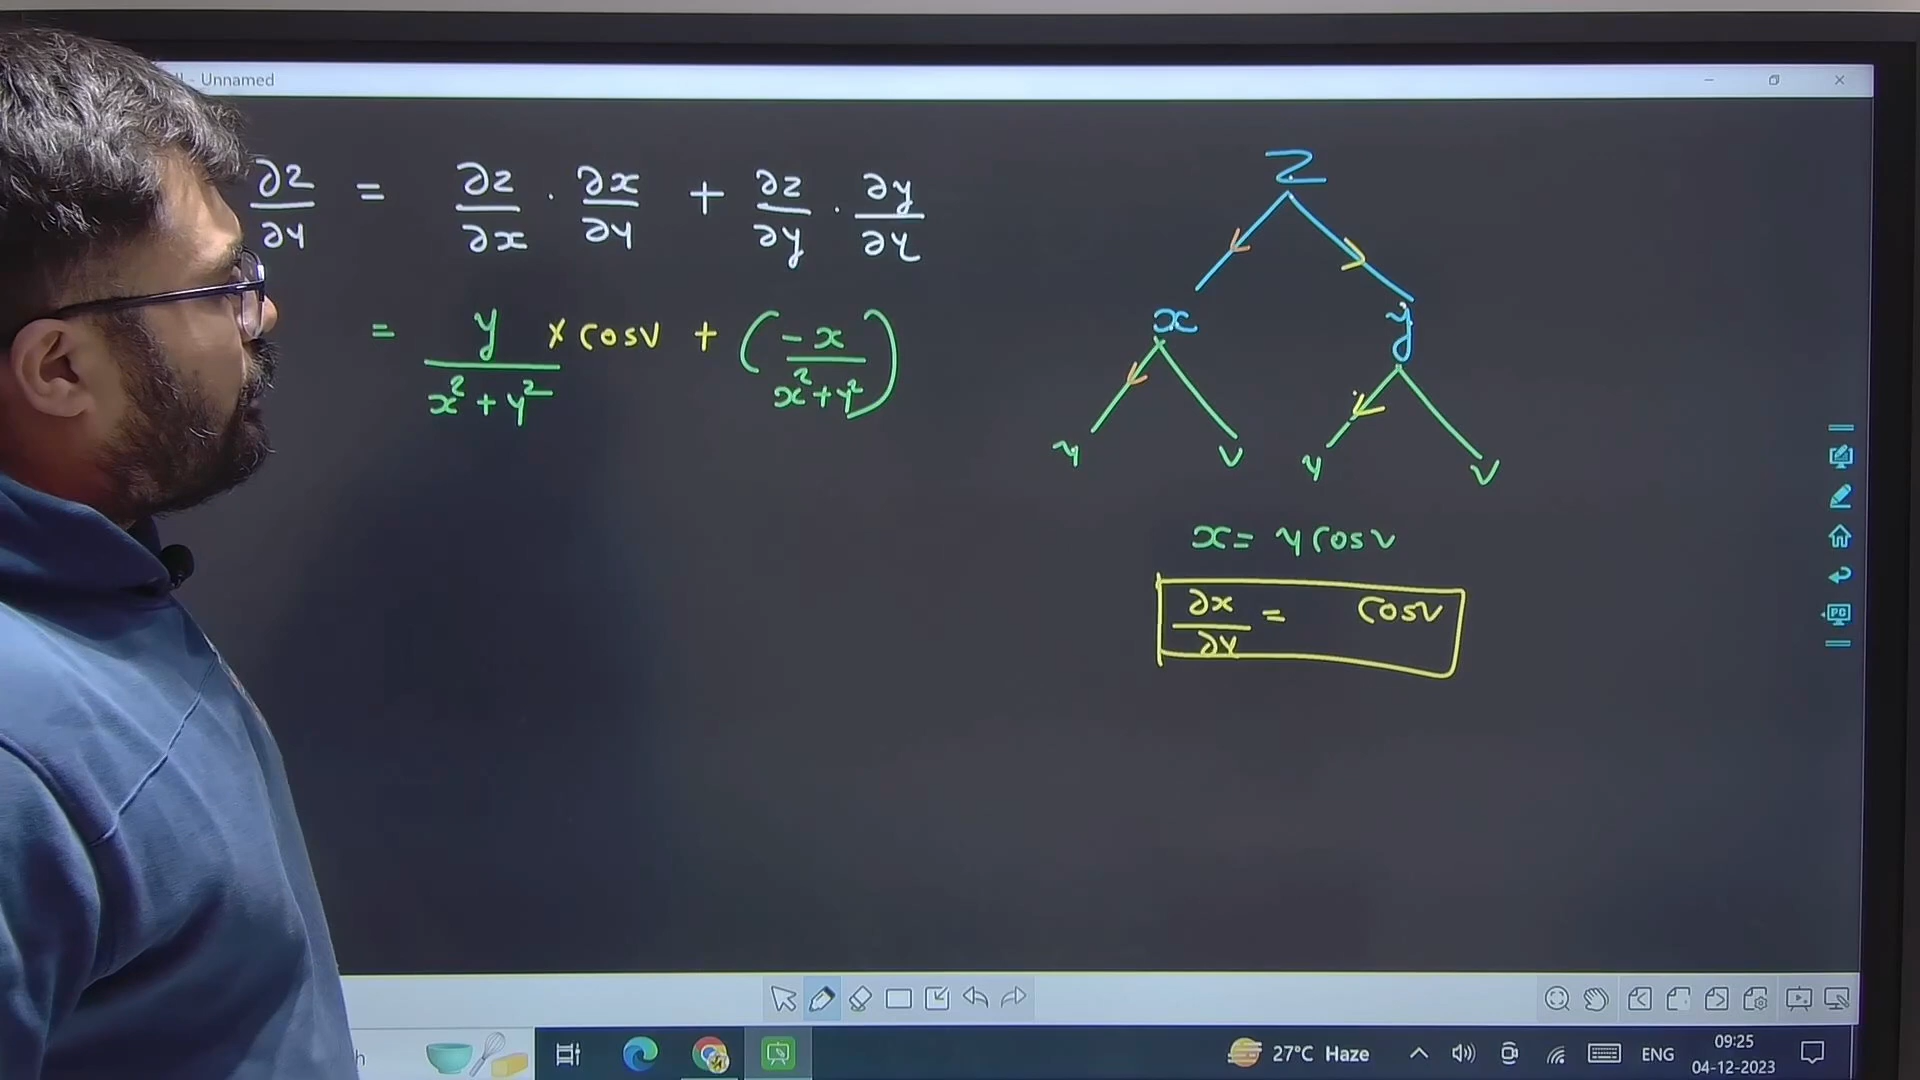 - Unnamed
∂z/∂u = ∂z/∂x · ∂x/∂u + ∂z/∂y · ∂y/∂u
= y/(x²+y²) × cosv + (-x/(x²+y²))
Z
x y
u v u v
x = u cosv
∂x/∂u = cosv
27°C Haze ENG 09:25
04-12-2023